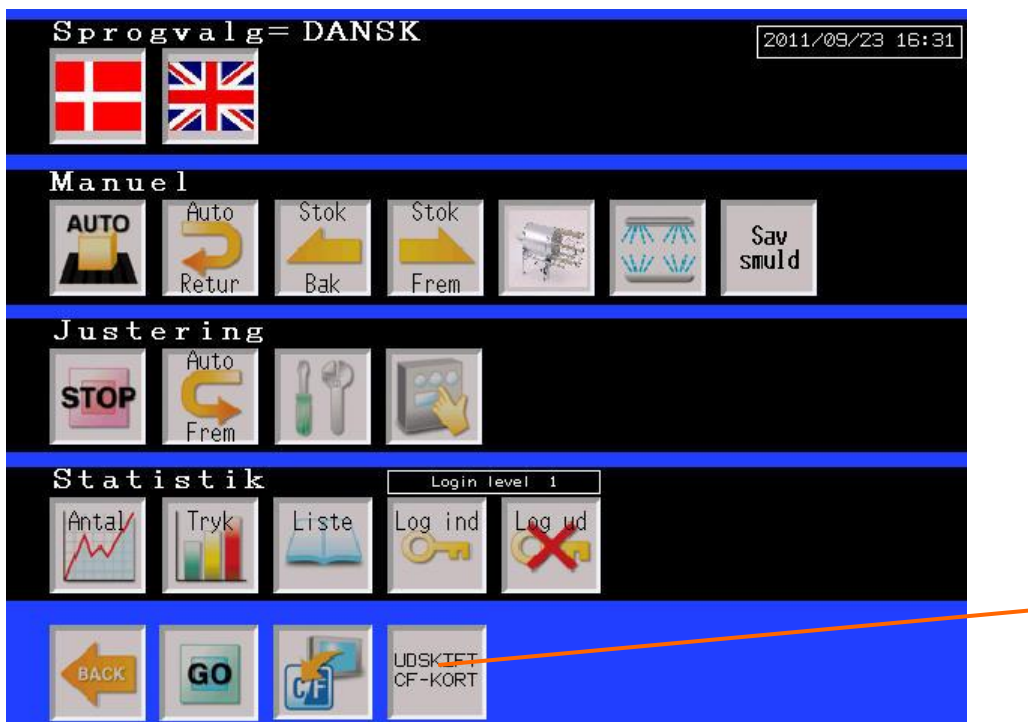 Sprogvalg= DANSK
2011/09/23 16:31
Manuel
AUTO
Auto
Retur
Stok
Bak
Stok
Frem
Sav
smuld
Justering
STOP
Auto
Frem
Statistik
Login level 1
Antal
Tryk
Liste
Log ind
Log ud
BACK
GO
C/F
UDSKIFT
CF-KORT